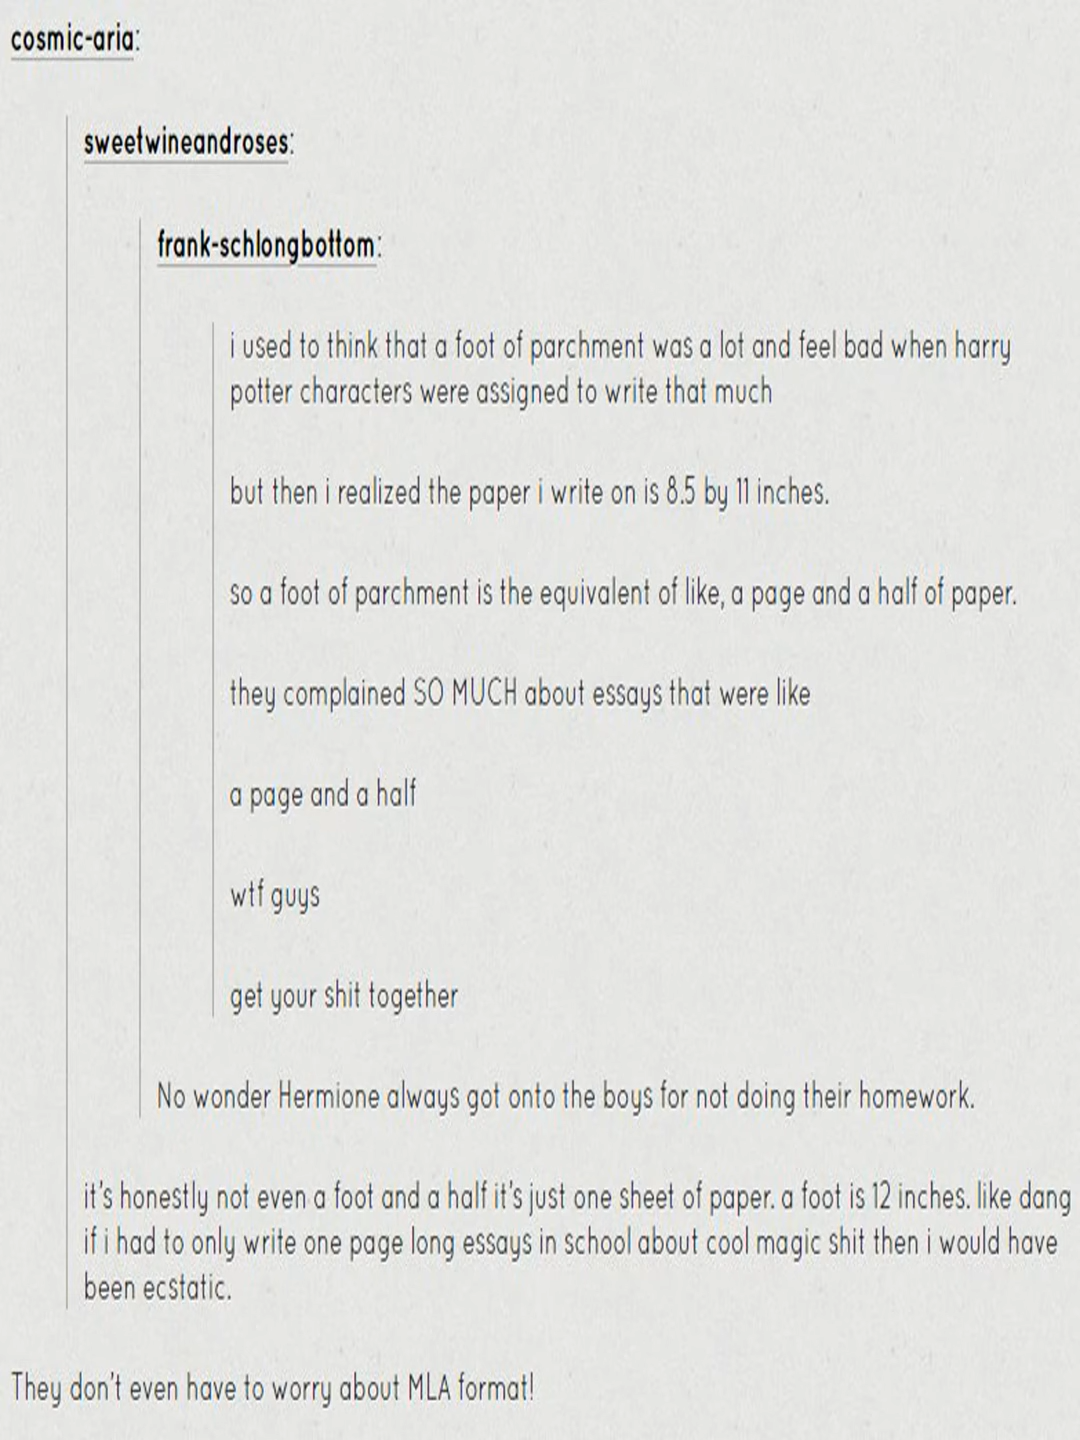 cosmic-aria:
sweetwineandroses:
frank-schlongbottom:
i used to think that a foot of parchment was a lot and feel bad when harry
potter characters were assigned to write that much
but then i realized the paper i write on is 8.5 by 11 inches.
so a foot of parchment is the equivalent of like, a page and a half of paper.
they complained SO MUCH about essays that were like
a page and a half
wtf guys
get your shit together
No wonder Hermione always got onto the boys for not doing their homework.
it's honestly not even a foot and a half it's just one sheet of paper. a foot is 12 inches. like dang
if i had to only write one page long essays in school about cool magic shit then i would have
been ecstatic.
They don't even have to worry about MLA format!